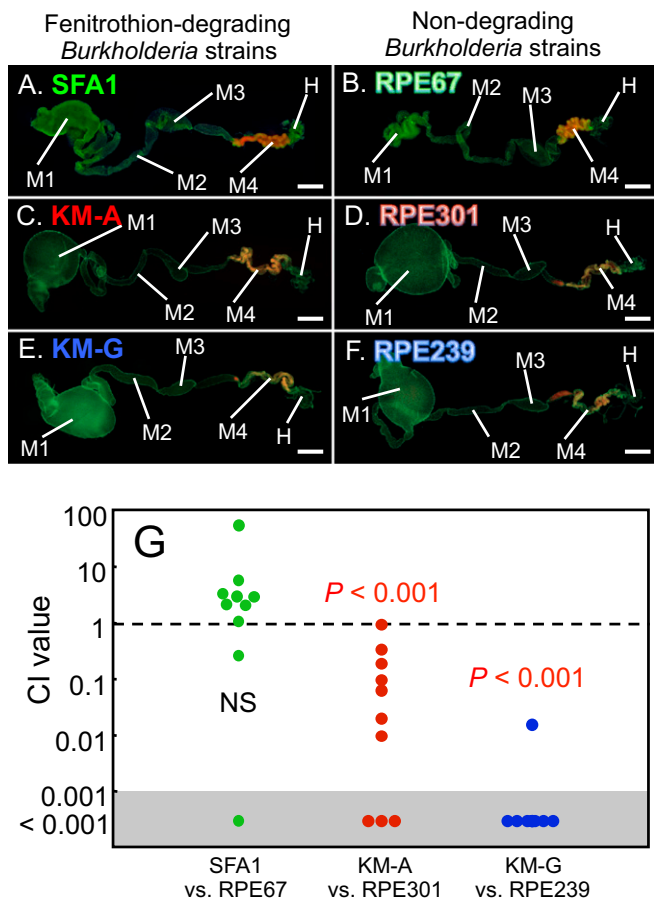 Fenitrothion-degrading
Burkholderia strains
Non-degrading
Burkholderia strains
A. SFA1
M1
M2
M3
M4
H
B. RPE67
M1
M2
M3
M4
H
C. KM-A
M1
M2
M3
M4
H
D. RPE301
M1
M2
M3
M4
H
E. KM-G
M1
M2
M3
M4
H
F. RPE239
M1
M2
M3
M4
H
G
CI value
100
10
1
0.1
0.01
0.001
< 0.001
NS
P < 0.001
P < 0.001
SFA1
vs. RPE67
KM-A
vs. RPE301
KM-G
vs. RPE239